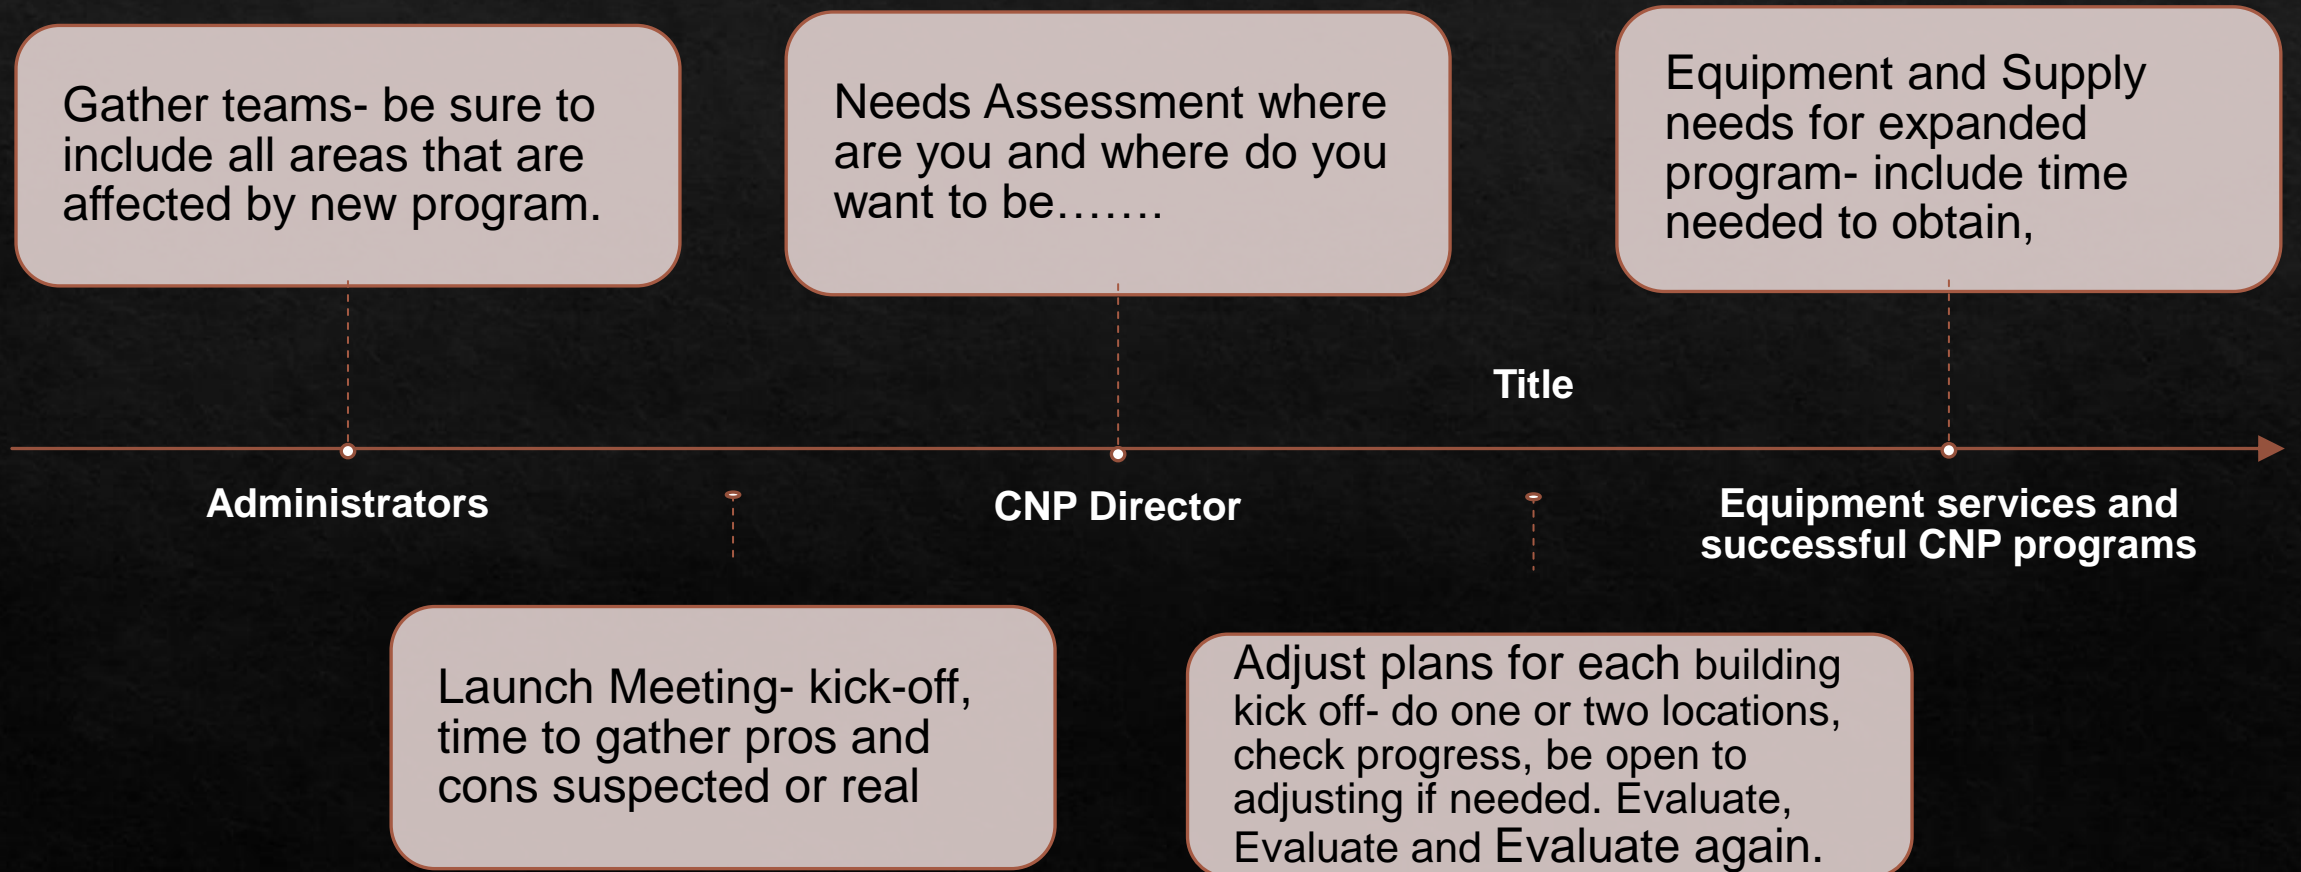 Gather teams- be sure to
include all areas that are
affected by new program.
Needs Assessment where
are you and where do you
want to be…….
Equipment and Supply
needs for expanded
program- include time
needed to obtain,
Title
Administrators
CNP Director
Equipment services and
successful CNP programs
Launch Meeting- kick-off,
time to gather pros and
cons suspected or real
Adjust plans for each building
kick off- do one or two locations,
check progress, be open to
adjusting if needed. Evaluate,
Evaluate and Evaluate again.